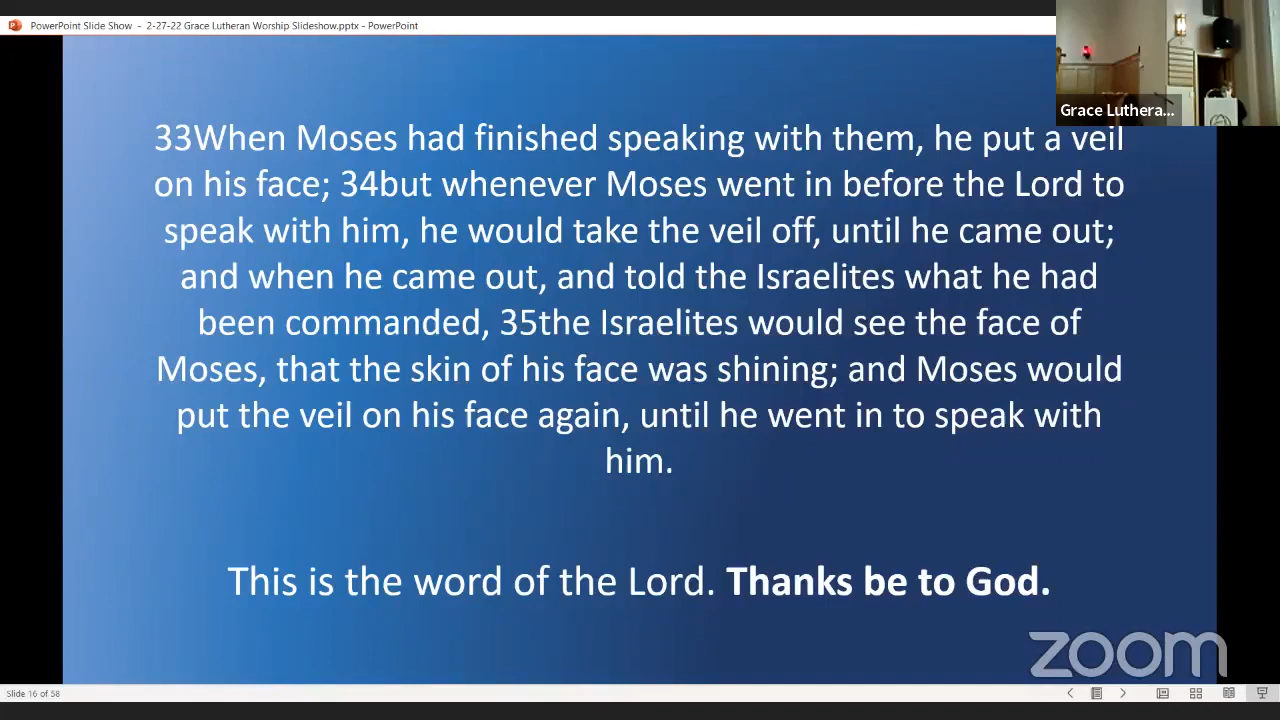 PowerPoint Slide Show - 2-27-22 Grace Lutheran Worship Slideshow.pptx - PowerPoint
Grace Luthera...
33When Moses had finished speaking with them, he put a veil
on his face; 34but whenever Moses went in before the Lord to
speak with him, he would take the veil off, until he came out;
and when he came out, and told the Israelites what he had
been commanded, 35the Israelites would see the face of
Moses, that the skin of his face was shining; and Moses would
put the veil on his face again, until he went in to speak with
him.
This is the word of the Lord. Thanks be to God.
zoom
Slide 16 of 58